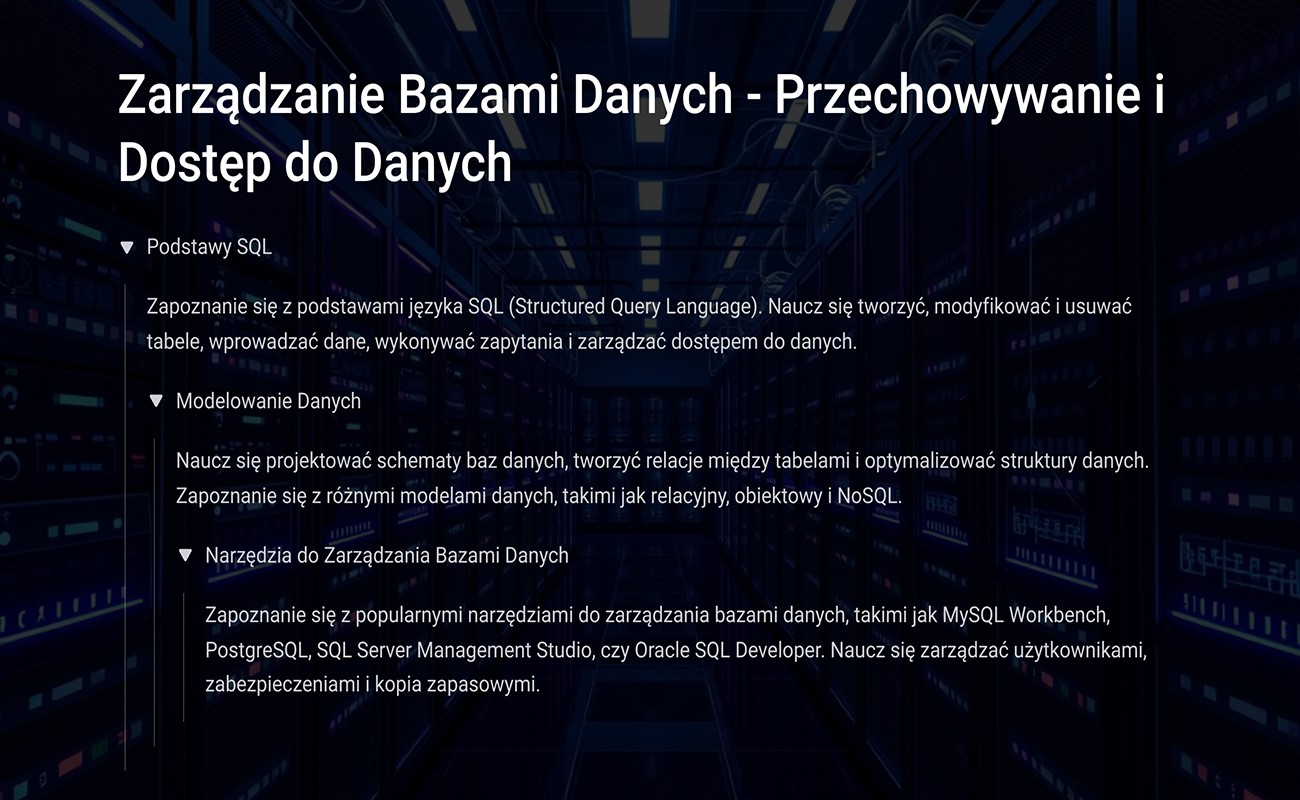 Zarządzanie Bazami Danych - Przechowywanie i
Dostęp do Danych
Podstawy SQL
Zapoznanie się z podstawami języka SQL (Structured Query Language). Naucz się tworzyć, modyfikować i usuwać
tabele, wprowadzać dane, wykonywać zapytania i zarządzać dostępem do danych.
Modelowanie Danych
Naucz się projektować schematy baz danych, tworzyć relacje między tabelami i optymalizować struktury danych.
Zapoznanie się z różnymi modelami danych, takimi jak relacyjny, obiektowy i NoSQL.
Narzędzia do Zarządzania Bazami Danych
Zapoznanie się z popularnymi narzędziami do zarządzania bazami danych, takimi jak MySQL Workbench,
PostgreSQL, SQL Server Management Studio, czy Oracle SQL Developer. Naucz się zarządzać użytkownikami,
zabezpieczeniami i kopia zapasowymi.